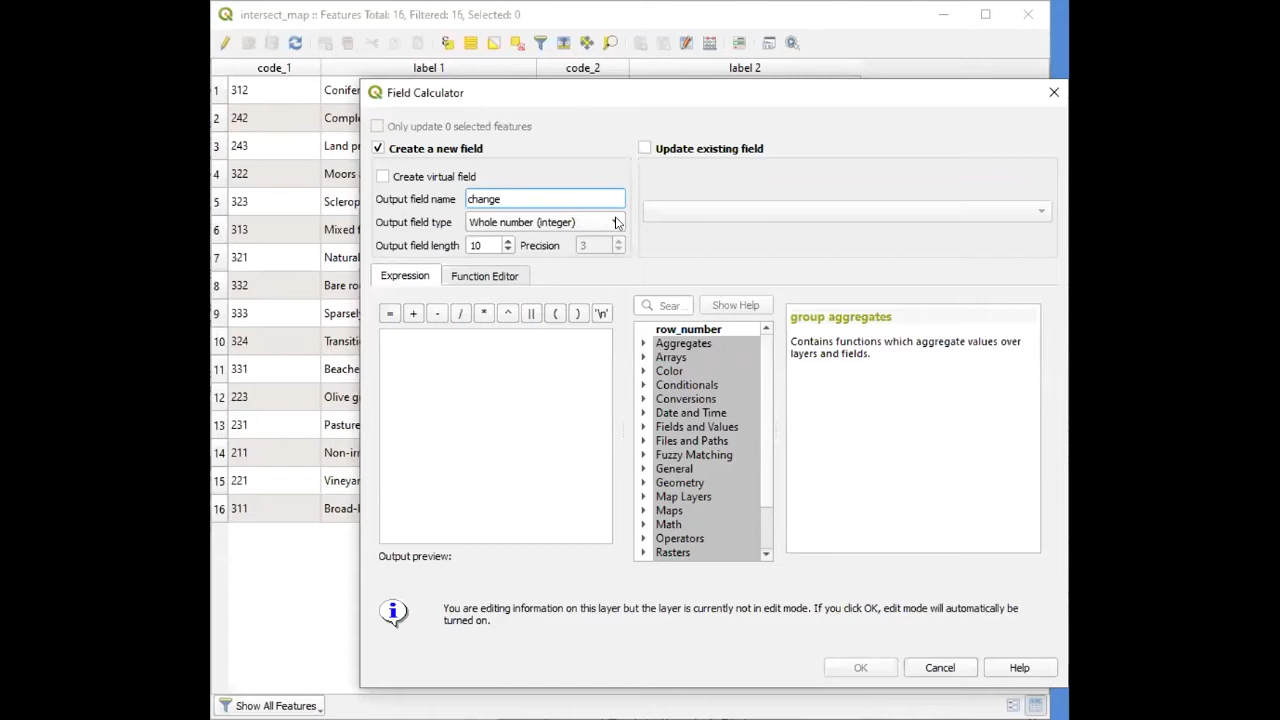 intersect_map :: Features Total: 16, Filtered: 16, Selected: 0
code_1 label 1 code_2 label 2
1 312 Conifer
2 242 Compl
3 243 Land pr
4 322 Moors
5 323 Sclerop
6 313 Mixed f
7 321 Natura
8 332 Bare ro
9 333 Sparsel
10 324 Transiti
11 331 Beache
12 223 Olive g
13 231 Pasture
14 211 Non-irr
15 221 Vineyar
16 311 Broad-l
Show All Features
Field Calculator
Only update 0 selected features
Create a new field
Update existing field
Create virtual field
Output field name change
Output field type Whole number (integer)
Output field length 10 Precision 3
Expression Function Editor
= + - / * ^ || ( ) '\n'
Sear... Show Help
row_number
Aggregates
Arrays
Color
Conditionals
Conversions
Date and Time
Fields and Values
Files and Paths
Fuzzy Matching
General
Geometry
Map Layers
Maps
Math
Operators
Rasters
group aggregates
Contains functions which aggregate values over
layers and fields.
Output preview:
You are editing information on this layer but the layer is currently not in edit mode. If you click OK, edit mode will automatically be
turned on.
OK Cancel Help